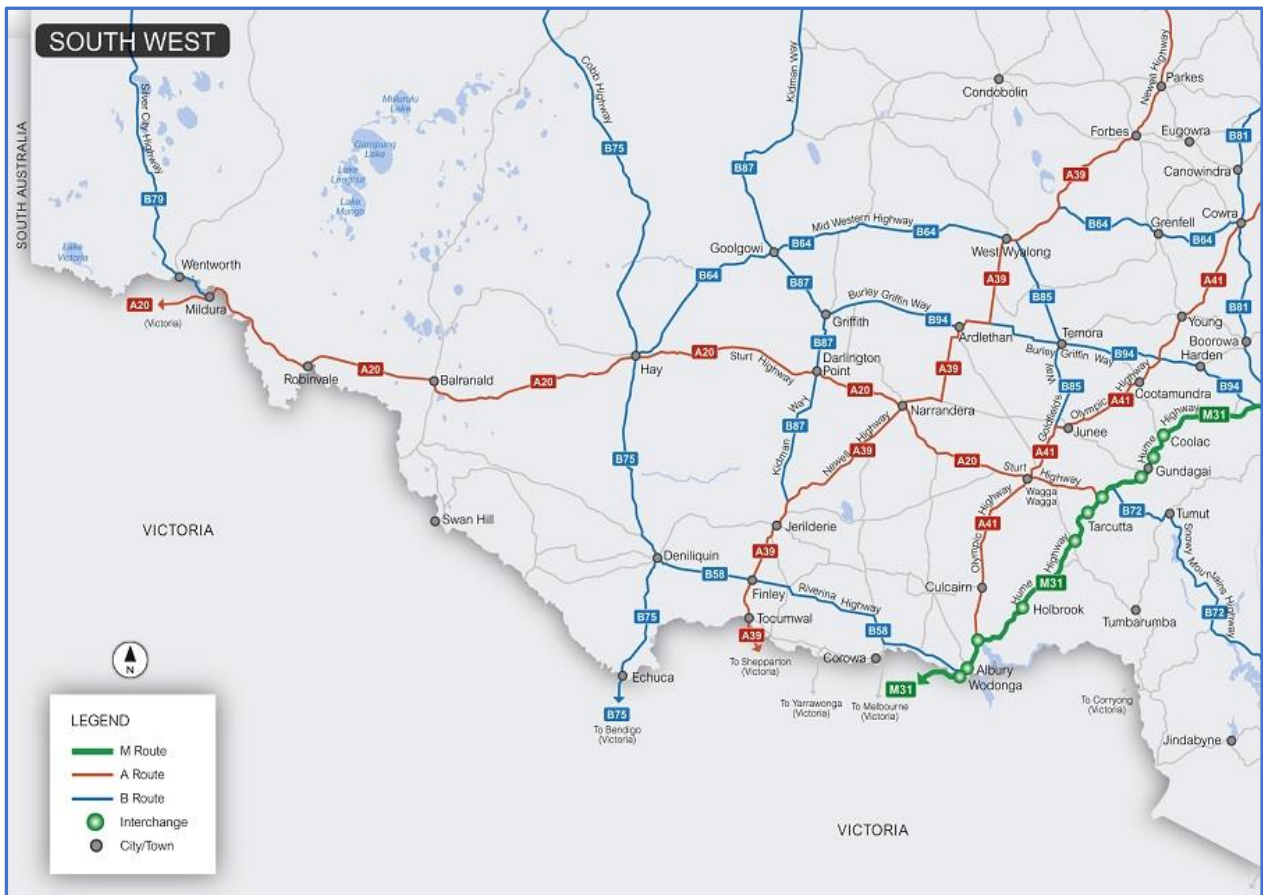 SOUTH WEST
SOUTH AUSTRALIA
Silver City Highway
B79
Lake
Victoria
Wentworth
Mildura
A20
(Victoria)
Mulurulu
Lake
Garnpung
Lake
Lake
Leaghur
Lake
Mungo
Cobb Highway
B75
Kidman Way
B87
Condobolin
Newell Highway
Parkes
Forbes
Eugowra
B81
Canowindra
A39
Mid Western Highway
Goolgowi
B64
B64
B64
West Wyalong
B64
Grenfell
B64
Cowra
B87
A39
B85
A41
B81
Burley Griffin Way
Griffith
B94
Ardlethan
Temora
Young
Boorowa
B87
Burley Griffin Way
B94
Harden
B94
Robinvale
A20
Balranald
A20
Hay
A20
Sturt Highway
Darlington
Point
A20
A39
B85
Goldfield's Way
Olympic Highway
A41
Cootamundra
Narrandera
Junee
Hume Highway
M31
Coolac
Gundagai
Kidman Way
B87
Newell Highway
A39
A20
Sturt Highway
A41
Wagga
Wagga
B75
Swan Hill
VICTORIA
Jerilderie
A39
Olympic Highway
A41
Tarcutta
B72
Tumut
Snowy Mountains Highway
B72
Deniliquin
B58
Finley
Riverina Highway
Culcairn
Hume Highway
M31
Holbrook
Tumbarumba
B75
Tocumwal
A39
B58
To Shepparton
(Victoria)
Corowa
Albury
Wodonga
M31
Echuca
B75
To Bendigo
(Victoria)
To Yarrawonga
(Victoria)
To Melbourne
(Victoria)
To Corryong
(Victoria)
Jindabyne
VICTORIA
N
LEGEND
M Route
A Route
B Route
Interchange
City/Town